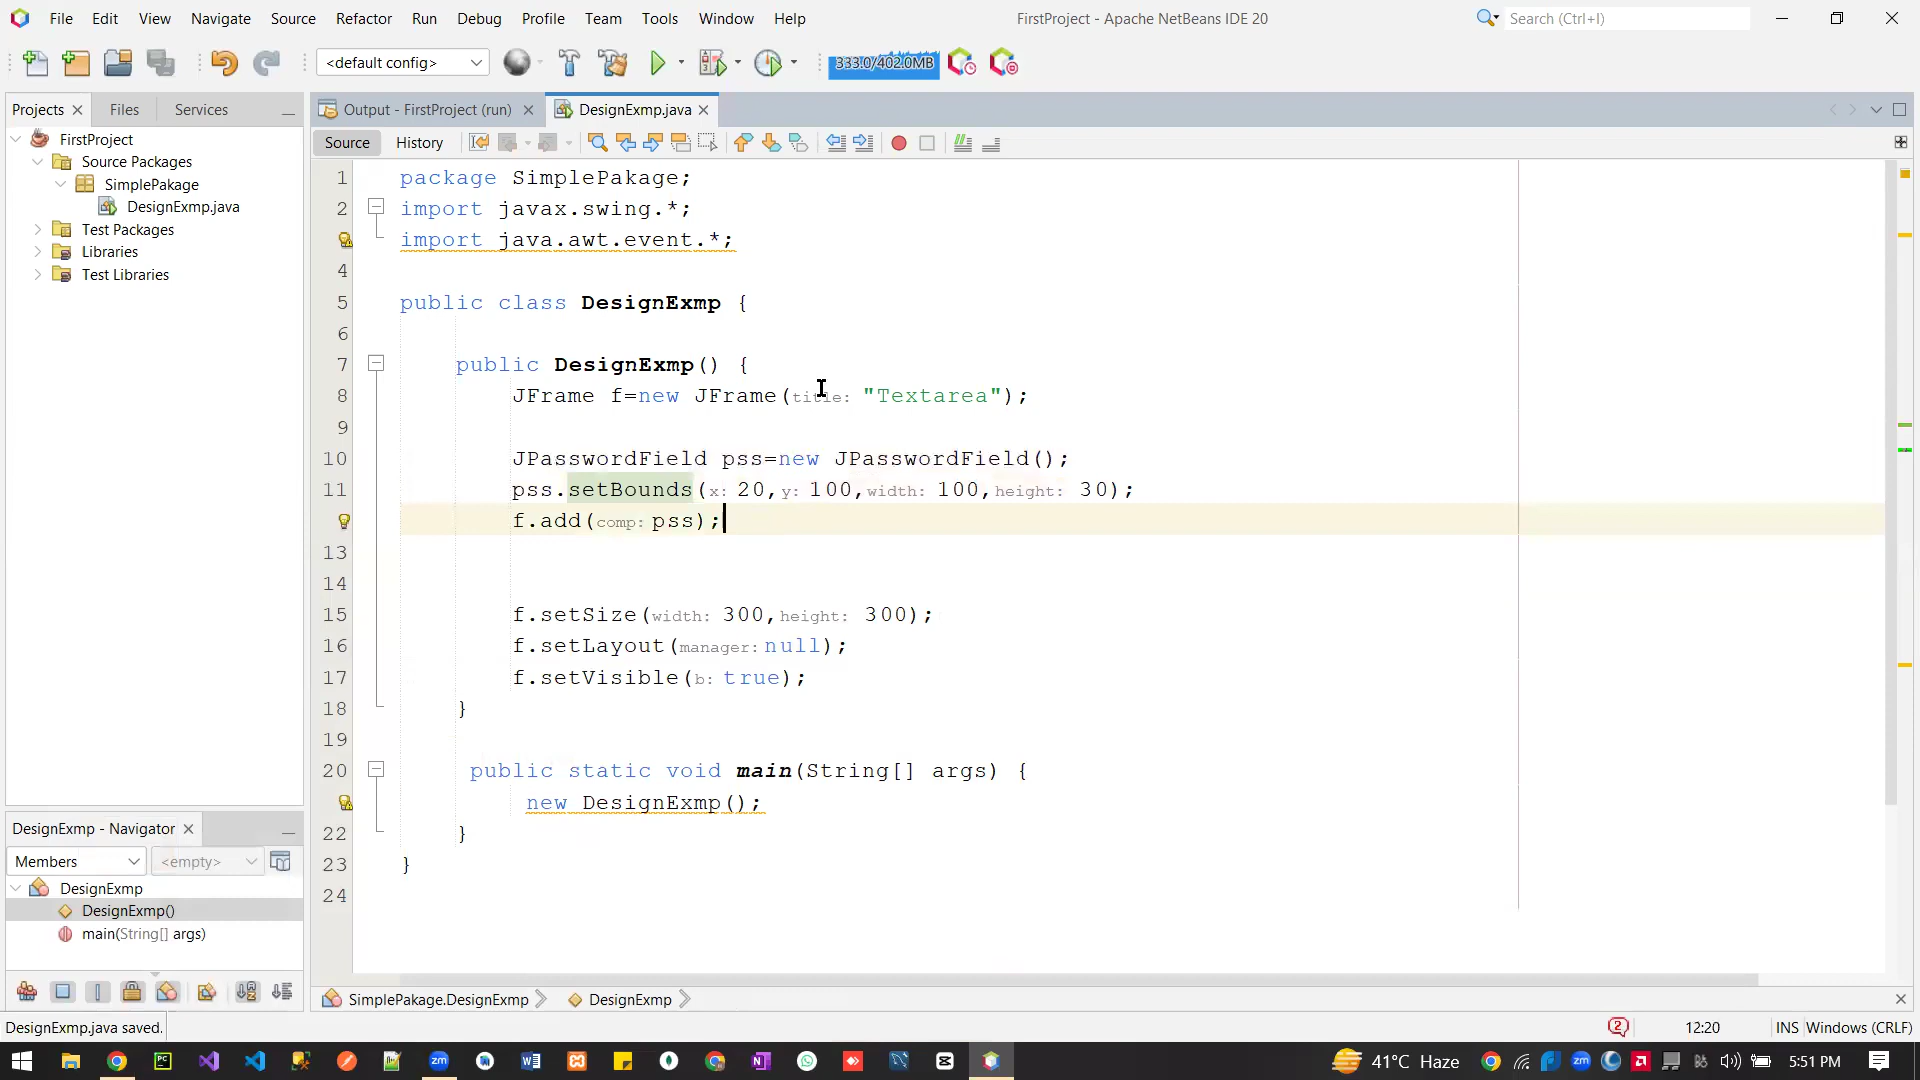 File Edit View Navigate Source Refactor Run Debug Profile Team Tools Window Help FirstProject - Apache NetBeans IDE 20 Search (Ctrl+I)
<default config> 333.0/402.0MB
Projects Files Services Output - FirstProject (run) DesignExmp.java
Source History
FirstProject
Source Packages
SimplePakage
DesignExmp.java
Test Packages
Libraries
Test Libraries
1 package SimplePakage;
2 import javax.swing.*;
import java.awt.event.*;
4
5 public class DesignExmp {
6
7 public DesignExmp() {
8 JFrame f=new JFrame(title: "Textarea");
9
10 JPasswordField pss=new JPasswordField();
11 pss.setBounds(x: 20,y: 100,width: 100,height: 30);
f.add(comp: pss);
13
14
15 f.setSize(width: 300,height: 300);
16 f.setLayout(manager: null);
17 f.setVisible(b: true);
18 }
19
20 public static void main(String[] args) {
new DesignExmp();
22 }
23 }
24
DesignExmp - Navigator
Members <empty>
DesignExmp
DesignExmp()
main(String[] args)
SimplePakage.DesignExmp DesignExmp
DesignExmp.java saved. 2 12:20 INS Windows (CRLF)
41°C Haze 5:51 PM